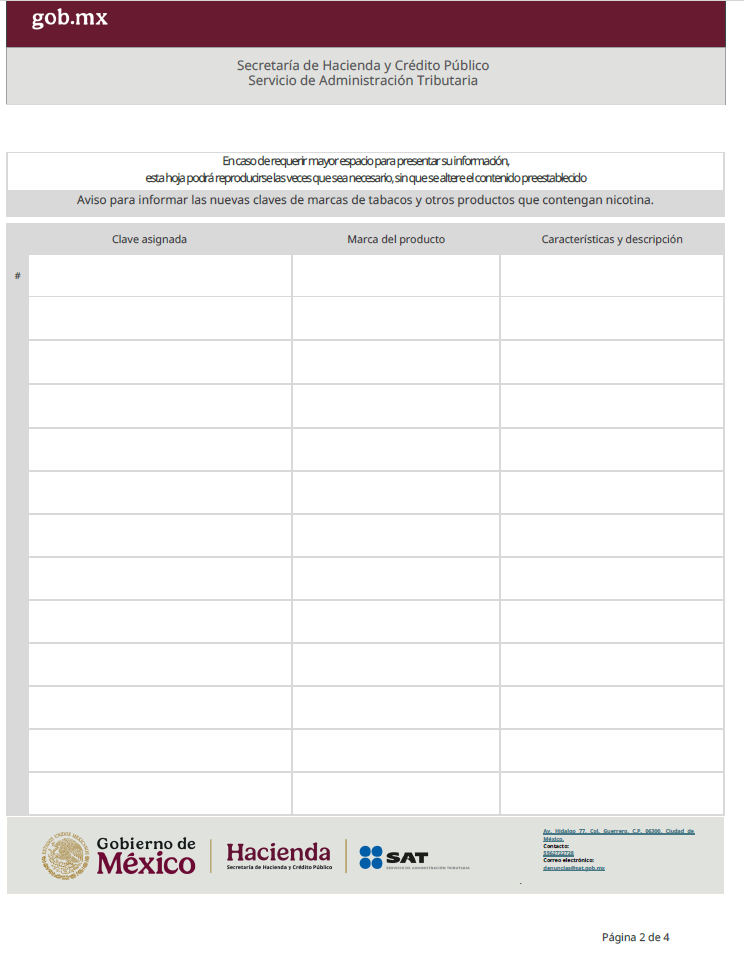 gob.mx
Secretaría de Hacienda y Crédito Público
Servicio de Administración Tributaria
En caso de requerir mayor espacio para presentar su información,
esta hoja podrá reproducirse las veces que sea necesario, sin que se altere el contenido preestablecido
Aviso para informar las nuevas claves de marcas de tabacos y otros productos que contengan nicotina.
Clave asignada Marca del producto Características y descripción
#
Gobierno de
México
Hacienda
Secretaría de Hacienda y Crédito Público
SAT
SERVICIO DE ADMINISTRACIÓN TRIBUTARIA
Av. Hidalgo 77, Col. Guerrero, C.P. 06300, Ciudad de
México.
Contacto:
5562722728
Correo electrónico:
denuncias@sat.gob.mx
.
Página 2 de 4